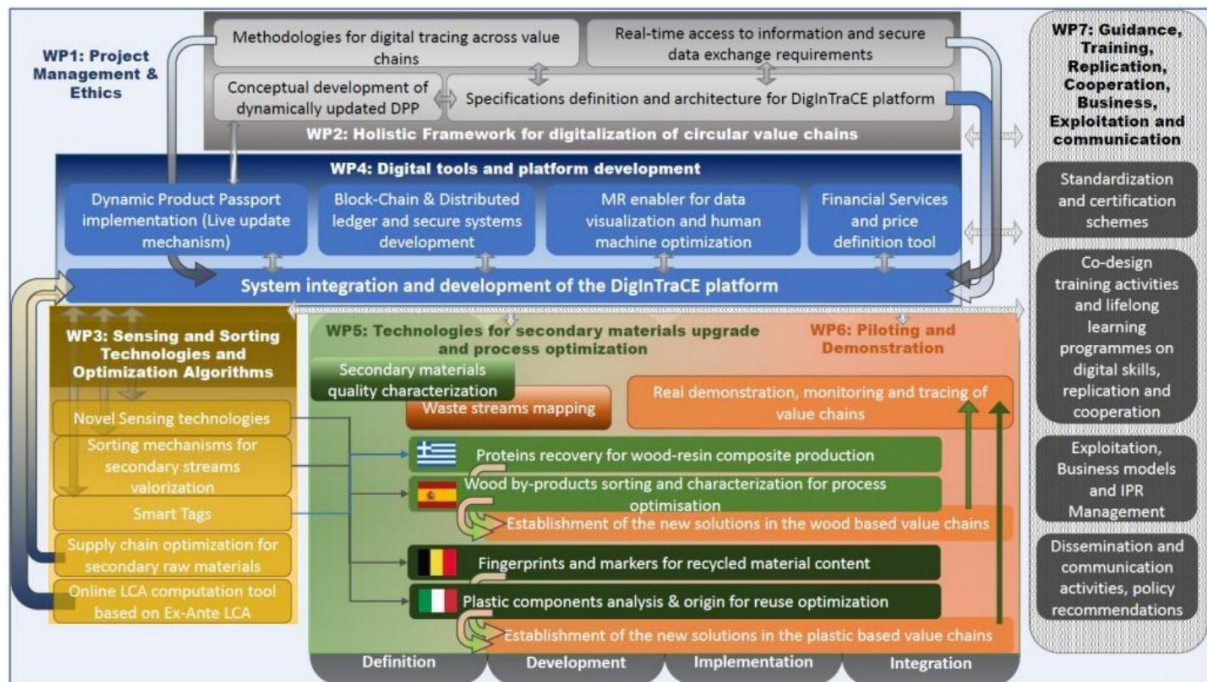 WP1: Project
Management &
Ethics
Methodologies for digital tracing across value
chains
Real-time access to information and secure
data exchange requirements
Conceptual development of
dynamically updated DPP
Specifications definition and architecture for DigInTraCE platform
WP2: Holistic Framework for digitalization of circular value chains
WP4: Digital tools and platform development
Dynamic Product Passport
implementation (Live update
mechanism)
Block-Chain & Distributed
ledger and secure systems
development
MR enabler for data
visualization and human
machine optimization
Financial Services
and price
definition tool
System integration and development of the DigInTraCE platform
WP3: Sensing and Sorting
Technologies and
Optimization Algorithms
Novel Sensing technologies
Sorting mechanisms for
secondary streams
valorization
Smart Tags
Supply chain optimization for
secondary raw materials
Online LCA computation tool
based on Ex-Ante LCA
WP5: Technologies for secondary materials upgrade
and process optimization
WP6: Piloting and
Demonstration
Secondary materials
quality characterization
Waste streams mapping
Real demonstration, monitoring and tracing of
value chains
Proteins recovery for wood-resin composite production
Wood by-products sorting and characterization for process
optimisation
Establishment of the new solutions in the wood based value chains
Fingerprints and markers for recycled material content
Plastic components analysis & origin for reuse optimization
Establishment of the new solutions in the plastic based value chains
Definition
Development
Implementation
Integration
WP7: Guidance,
Training,
Replication,
Cooperation,
Business,
Exploitation and
communication
Standardization
and certification
schemes
Co-design
training activities
and lifelong
learning
programmes on
digital skills,
replication and
cooperation
Exploitation,
Business models
and IPR
Management
Dissemination and
communication
activities, policy
recommendations